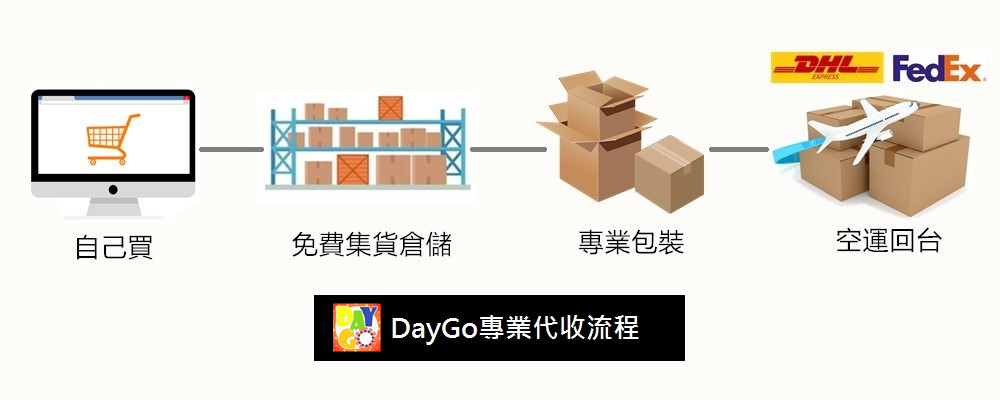 DHL
EXPRESS
FedEx.
自己買
免費集貨倉儲
專業包裝
空運回台
DAY
GO
DayGo專業代收流程